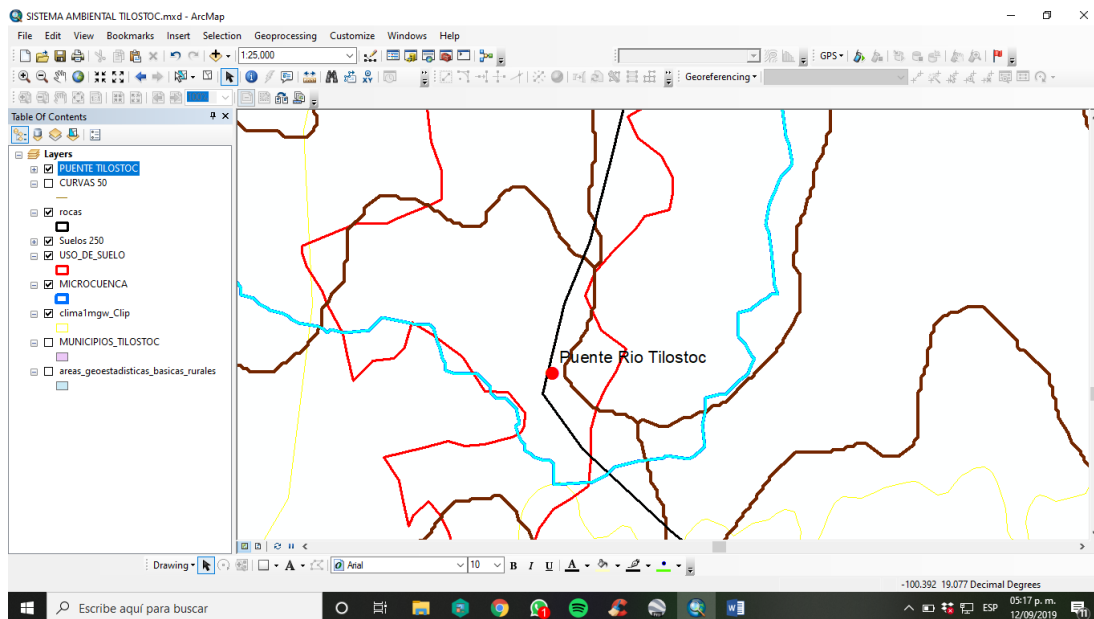 SISTEMA AMBIENTAL TILOSTOC.mxd - ArcMap
File Edit View Bookmarks Insert Selection Geoprocessing Customize Windows Help
1:25,000 GPS
Georeferencing
Table Of Contents
Layers
PUENTE TILOSTOC
CURVAS 50
rocas
Suelos 250
USO_DE_SUELO
MICROCUENCA
clima1mgw_Clip
MUNICIPIOS_TILOSTOC
areas_geoestadisticas_basicas_rurales
Puente Rio Tilostoc
Drawing A Arial 10 B I U A
-100.392 19.077 Decimal Degrees
Escribe aquí para buscar
ESP
05:17 p. m.
12/09/2019